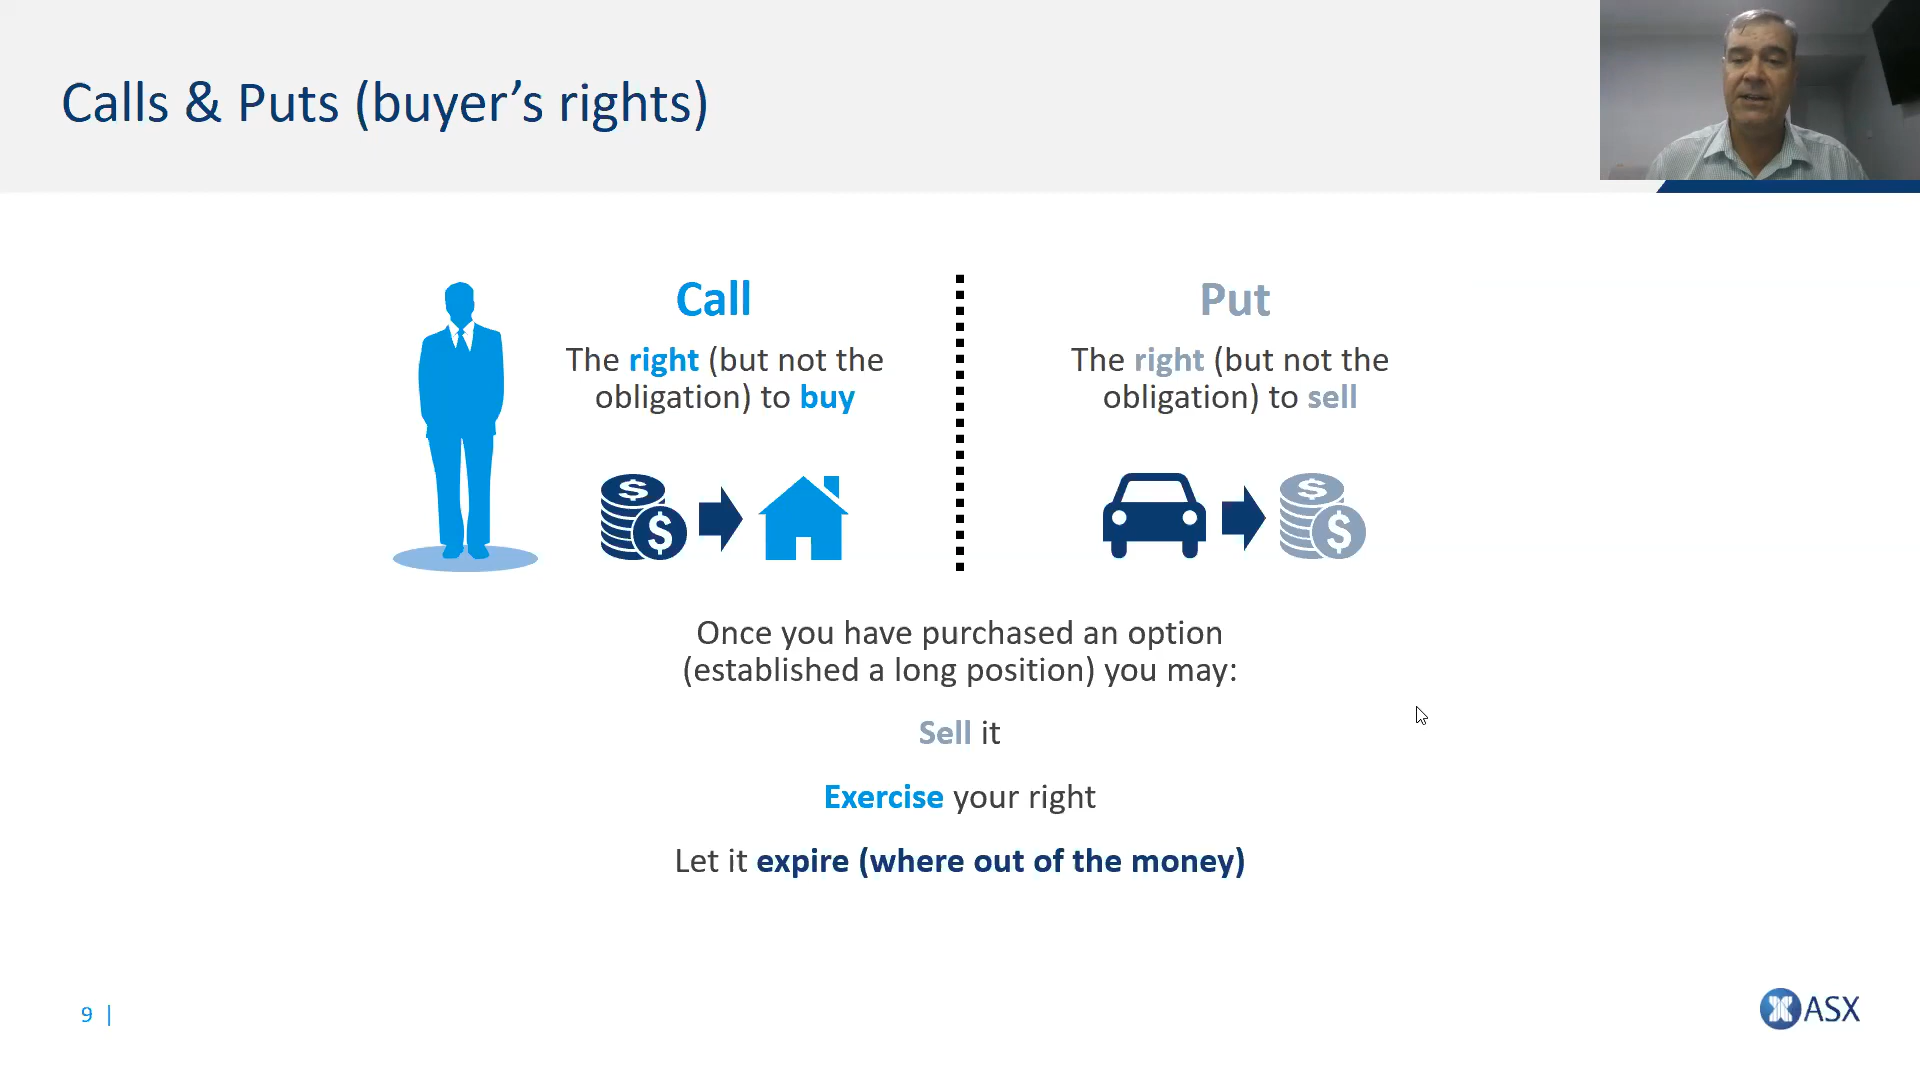 Calls & Puts (buyer’s rights)
Call
The right (but not the
obligation) to buy
Put
The right (but not the
obligation) to sell
$
$
$
$
Once you have purchased an option
(established a long position) you may:
Sell it
Exercise your right
Let it expire (where out of the money)
9 |
ASX